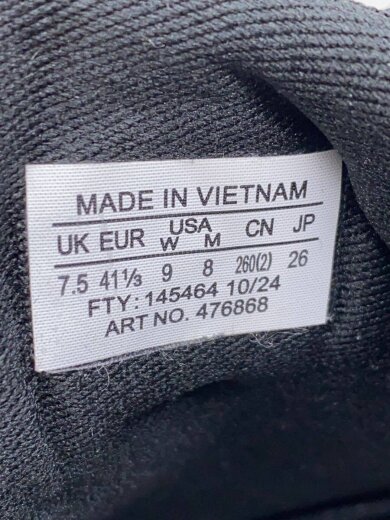 MADE IN VIETNAM
UK EUR USA W M CN JP
7.5 41⅓ 9 8 260(2) 26
FTY: 145464 10/24
ART NO. 476868